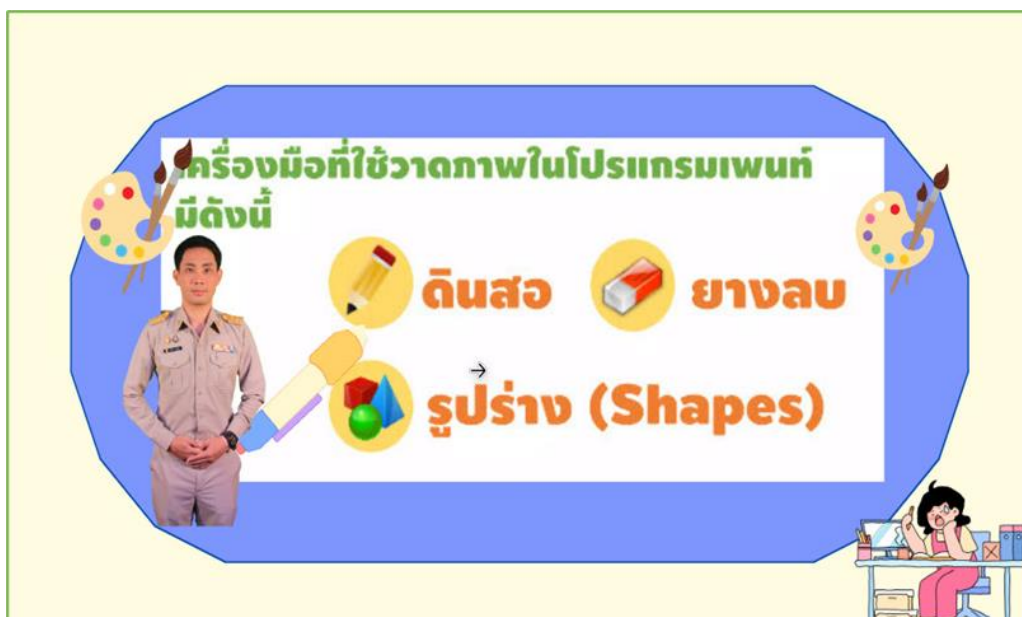 เครื่องมือที่ใช้วาดภาพในโปรแกรมเพนท์
มีดังนี้
ดินสอ ยางลบ
รูปร่าง (Shapes)